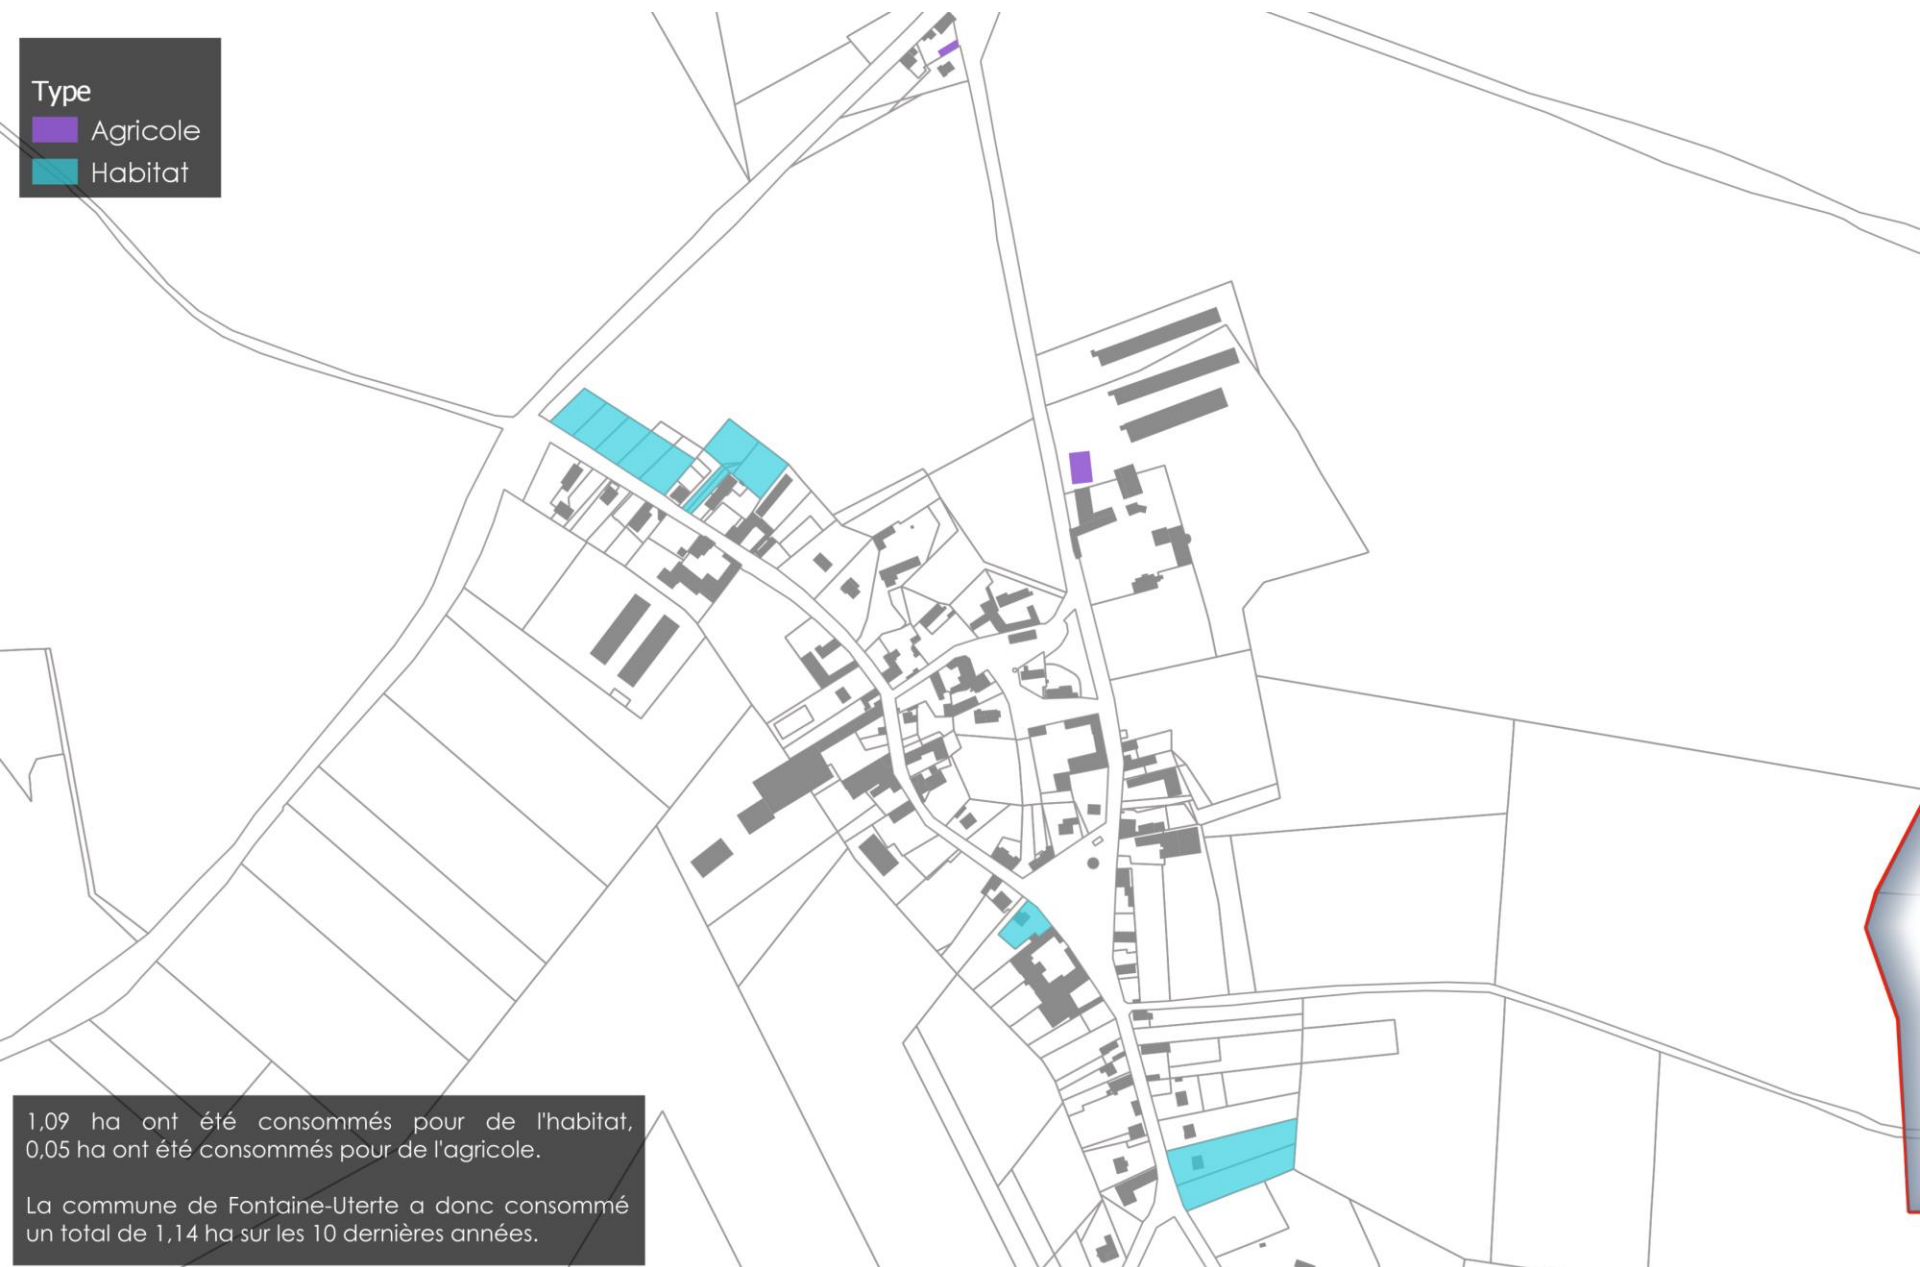 Type
Agricole
Habitat
1,09 ha ont été consommés pour de l'habitat,
0,05 ha ont été consommés pour de l'agricole.
La commune de Fontaine-Uterte a donc consommé
un total de 1,14 ha sur les 10 dernières années.